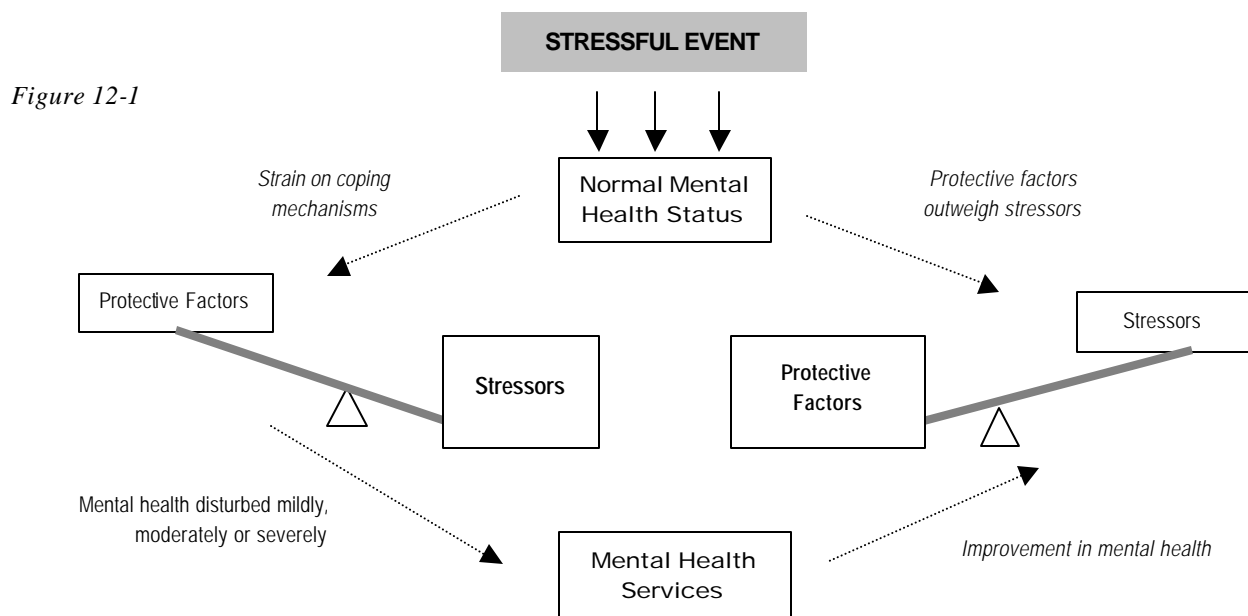 STRESSFUL EVENT
Figure 12-1
Normal Mental
Health Status
Strain on coping
mechanisms
Protective factors
outweigh stressors
Protective Factors
Stressors
Stressors
Protective
Factors
Mental health disturbed mildly,
moderately or severely
Mental Health
Services
Improvement in mental health